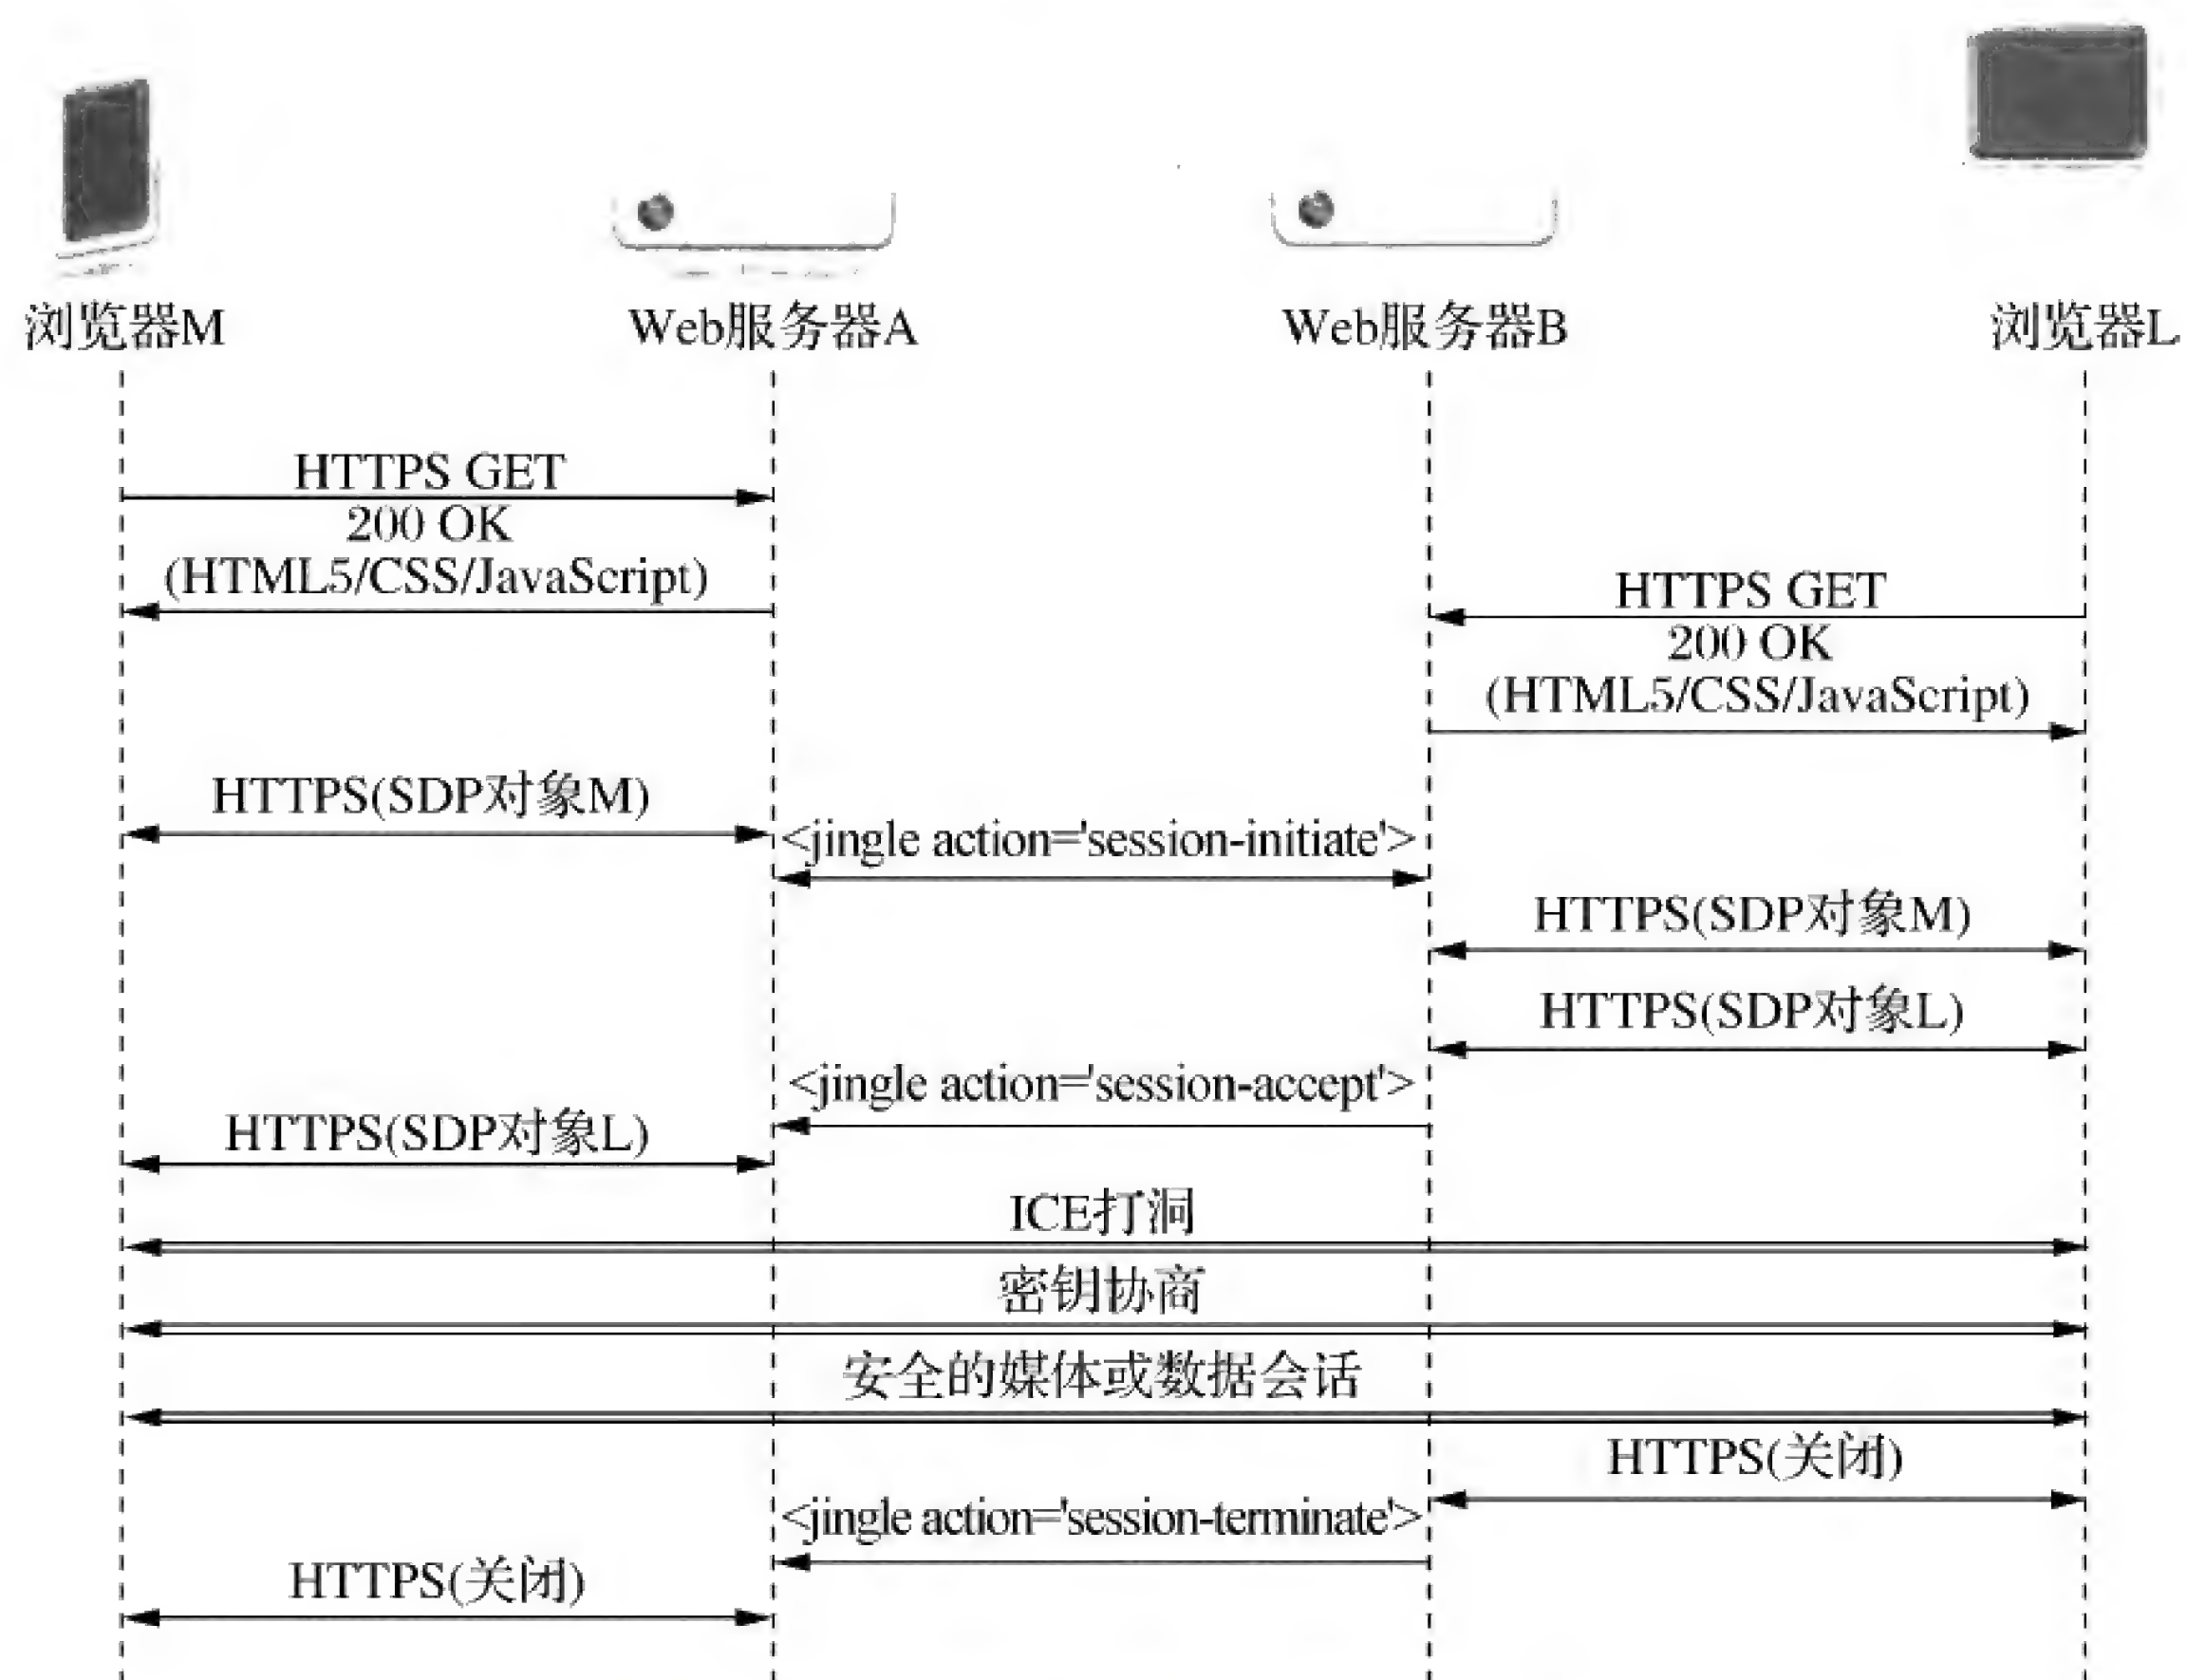 浏览器M
Web服务器A
Web服务器B
浏览器L
HTTPS GET
200 OK
(HTML5/CSS/JavaScript)
HTTPS GET
200 OK
(HTML5/CSS/JavaScript)
HTTPS(SDP对象M)
<jingle action='session-initiate'>
HTTPS(SDP对象M)
HTTPS(SDP对象L)
<jingle action='session-accept'>
HTTPS(SDP对象L)
ICE打洞
密钥协商
安全的媒体或数据会话
HTTPS(关闭)
<jingle action='session-terminate'>
HTTPS(关闭)